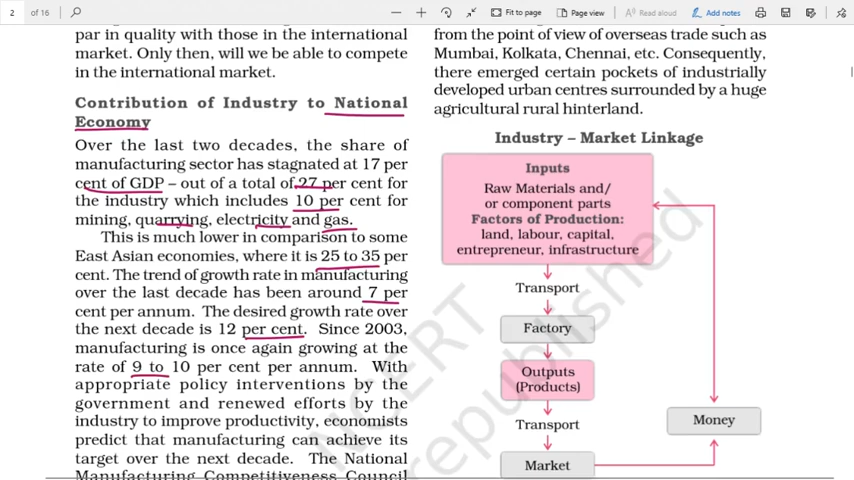 2 of 16
Fit to page
Page view
Read aloud
Add notes
par in quality with those in the international
market. Only then, will we be able to compete
in the international market.
Contribution of Industry to National
Economy
Over the last two decades, the share of
manufacturing sector has stagnated at 17 per
cent of GDP – out of a total of 27 per cent for
the industry which includes 10 per cent for
mining, quarrying, electricity and gas.
This is much lower in comparison to some
East Asian economies, where it is 25 to 35 per
cent. The trend of growth rate in manufacturing
over the last decade has been around 7 per
cent per annum. The desired growth rate over
the next decade is 12 per cent. Since 2003,
manufacturing is once again growing at the
rate of 9 to 10 per cent per annum. With
appropriate policy interventions by the
government and renewed efforts by the
industry to improve productivity, economists
predict that manufacturing can achieve its
target over the next decade. The National
Manufacturing Competitiveness Council
from the point of view of overseas trade such as
Mumbai, Kolkata, Chennai, etc. Consequently,
there emerged certain pockets of industrially
developed urban centres surrounded by a huge
agricultural rural hinterland.
Industry – Market Linkage
Inputs
Raw Materials and/
or component parts
Factors of Production:
land, labour, capital,
entrepreneur, infrastructure
Transport
Factory
Outputs
(Products)
Transport
Market
Money
NCERT
republished